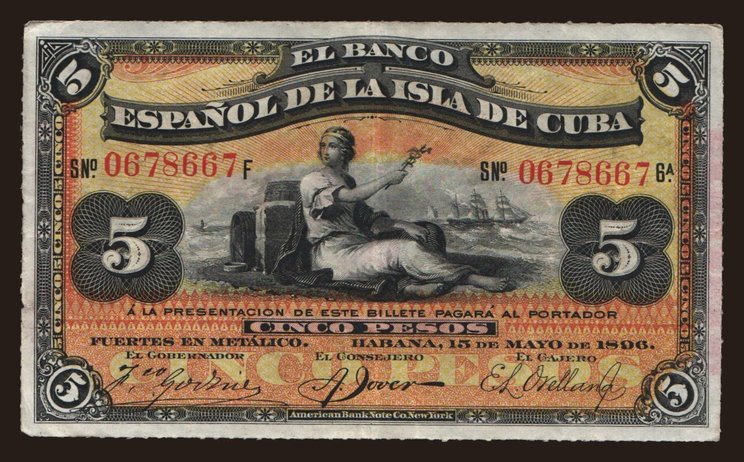 EL BANCO
ESPAÑOL DE LA ISLA DE CUBA
5 5
SNº 0678667 F SNº 0678667 6A
5 5
Á LA PRESENTACION DE ESTE BILLETE PAGARÁ AL PORTADOR
CINCO PESOS
FUERTES EN METÁLICO. HABANA, 15 DE MAYO DE 1896.
EL GOBERNADOR EL CONSEJERO EL CAJERO
CINCO PESOS
5 5
American Bank Note Co. New York